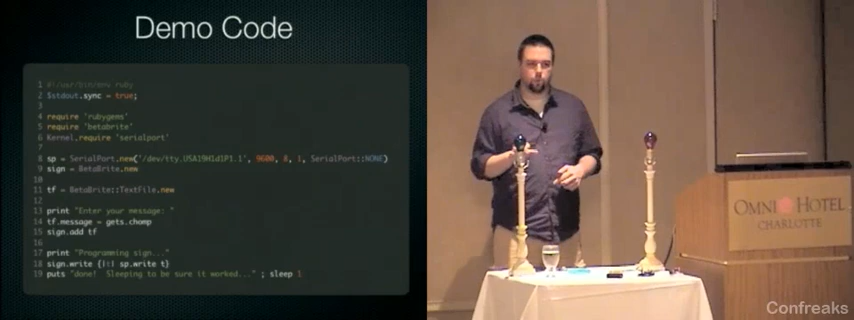 Demo Code
1 #!/var/bin/env ruby
2 $stdout.sync = true;
3
4 require 'rubygems'
5 require 'betabrite'
6 Kernel.require 'serialport'
7
8 sp = SerialPort.new('/dev/tty.USA19H1d1P1.1', 9600, 8, 1, SerialPort::NONE)
9 sign = BetaBrite.new
10
11 tf = BetaBrite::TextFile.new
12
13 print "Enter your message: "
14 tf.message = gets.chomp
15 sign.add tf
16
17 print "Programming sign..."
18 sign.write {|t| sp.write t}
19 puts "done! Sleeping to be sure it worked..." ; sleep 1
OMNI HOTEL
CHARLOTTE
Confreaks